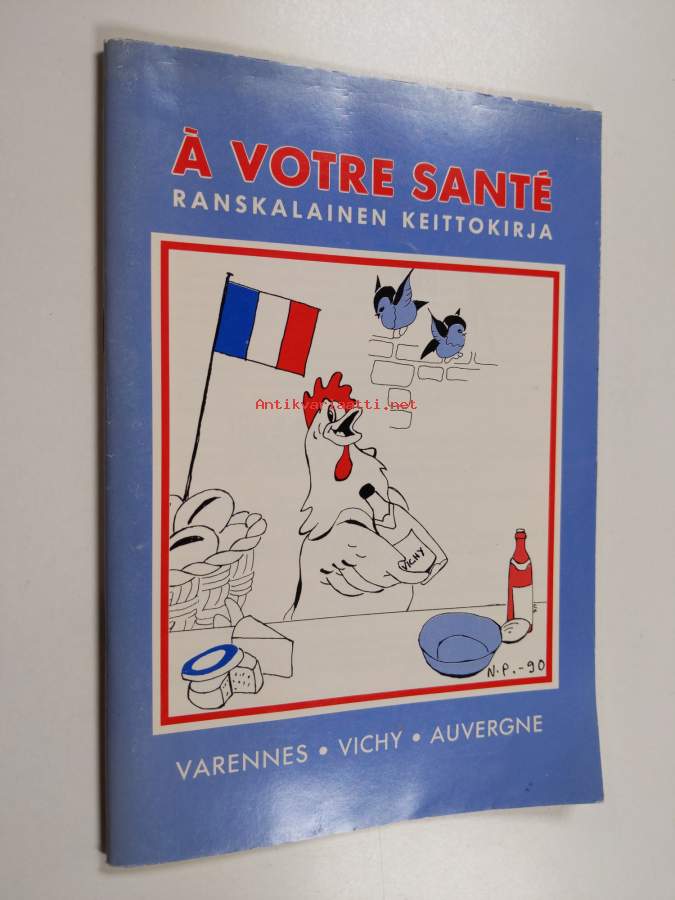 À VOTRE SANTÉ
RANSKALAINEN KEITTOKIRJA
Antikvariaatti.net
VICHY
N.P.-90
VARENNES • VICHY • AUVERGNE